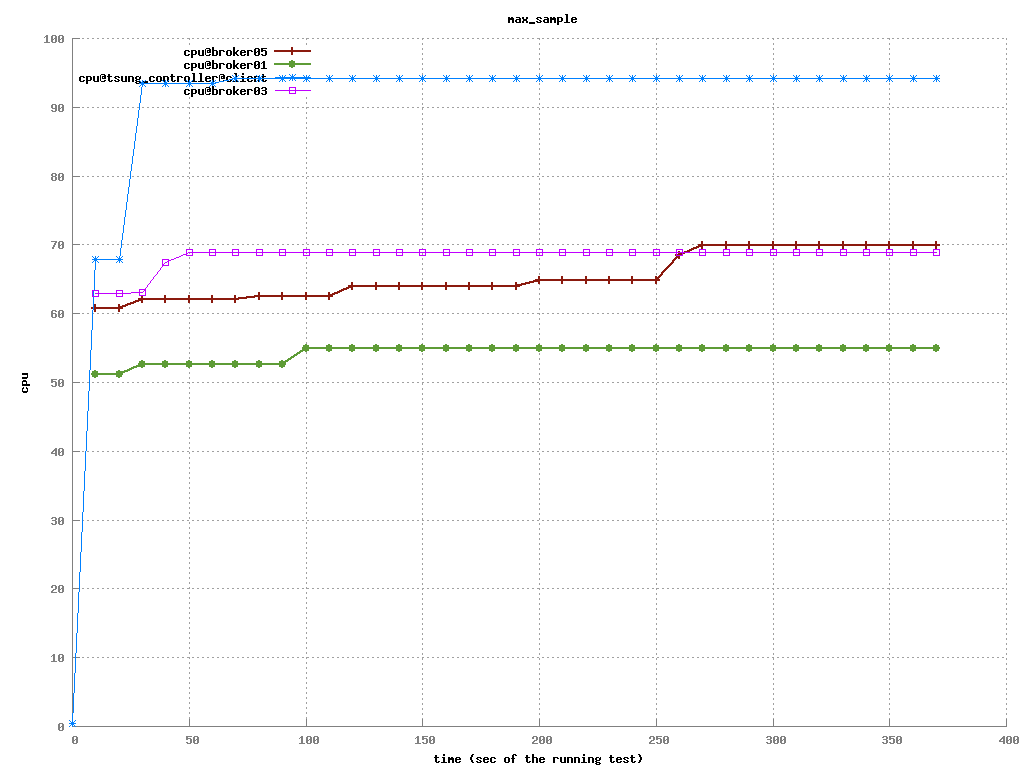 max_sample
100
90
80
70
60
50
40
30
20
10
0
cpu
cpu@broker05
cpu@broker01
cpu@tsung_controller@client
cpu@broker03
0 50 100 150 200 250 300 350 400
time (sec of the running test)